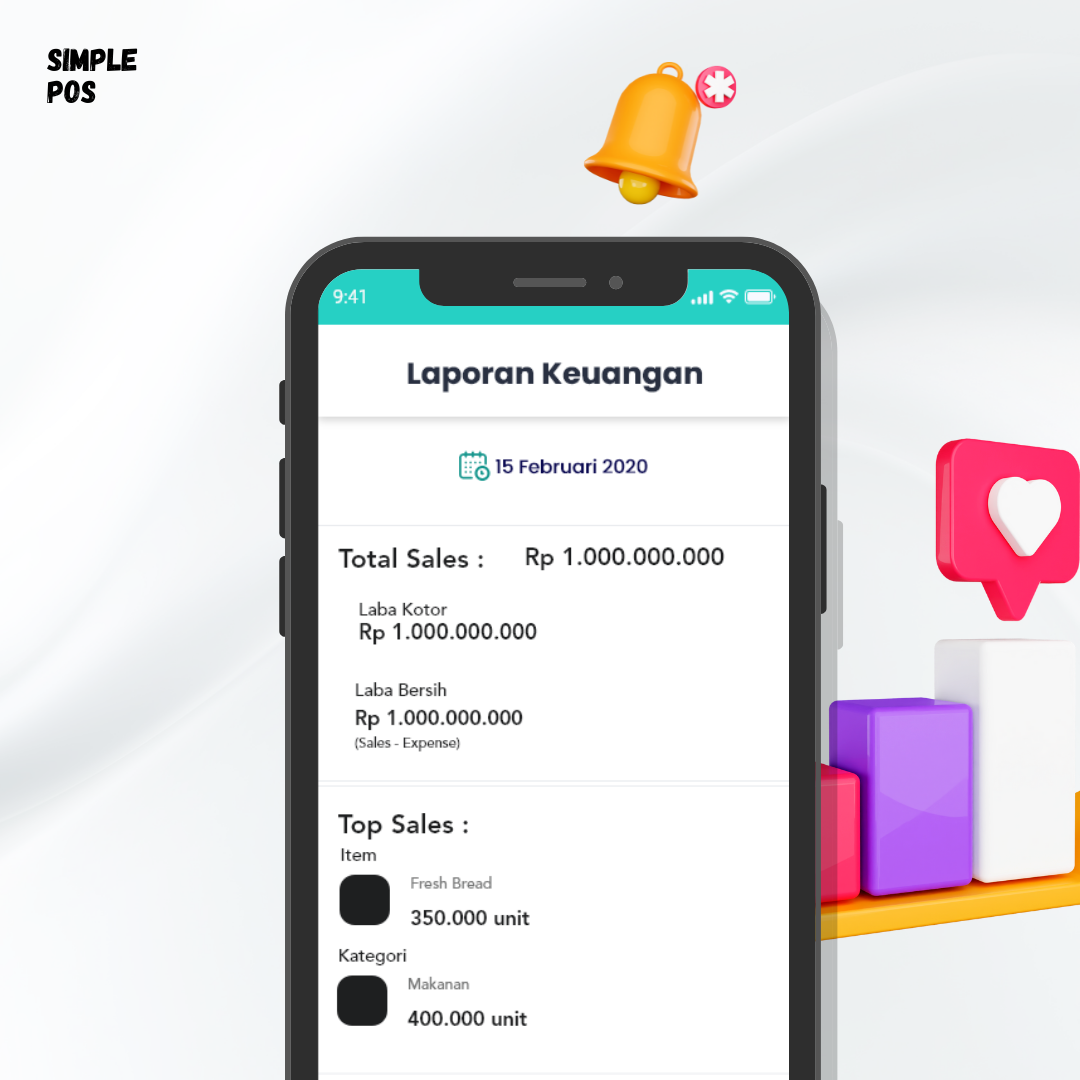 SIMPLE
POS
9:41
Laporan Keuangan
15 Februari 2020
Total Sales : Rp 1.000.000.000
Laba Kotor
Rp 1.000.000.000
Laba Bersih
Rp 1.000.000.000
(Sales - Expense)
Top Sales :
Item
Fresh Bread
350.000 unit
Kategori
Makanan
400.000 unit